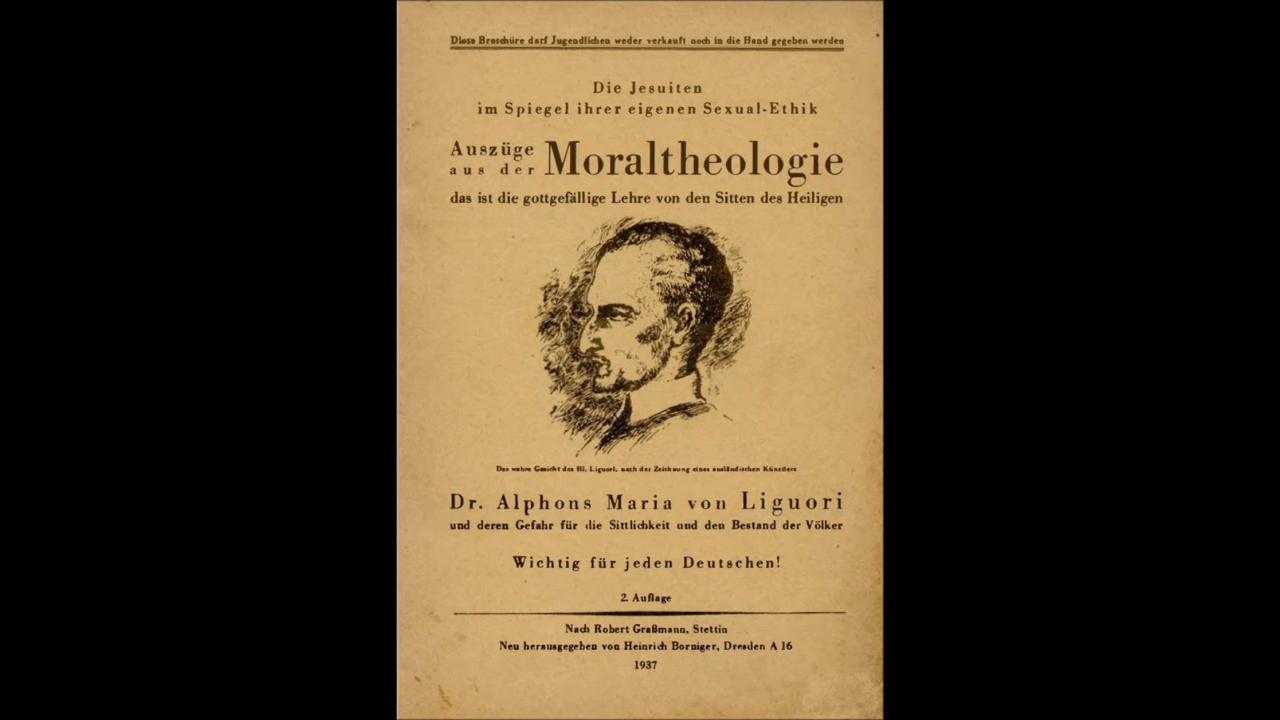 Diese Broschüre darf Jugendlichen weder verkauft noch in die Hand gegeben werden
Die Jesuiten
im Spiegel ihrer eigenen Sexual-Ethik
Auszüge
aus der Moraltheologie
das ist die gottgefällige Lehre von den Sitten des Heiligen
Das wahre Gesicht des Hl. Liguori, nach der Zeichnung eines ausländischen Künstlers
Dr. Alphons Maria von Liguori
und deren Gefahr für die Sittlichkeit und den Bestand der Völker
Wichtig für jeden Deutschen!
2. Auflage
Nach Robert Graßmann, Stettin
Neu herausgegeben von Heinrich Borniger, Dresden A 16
1937